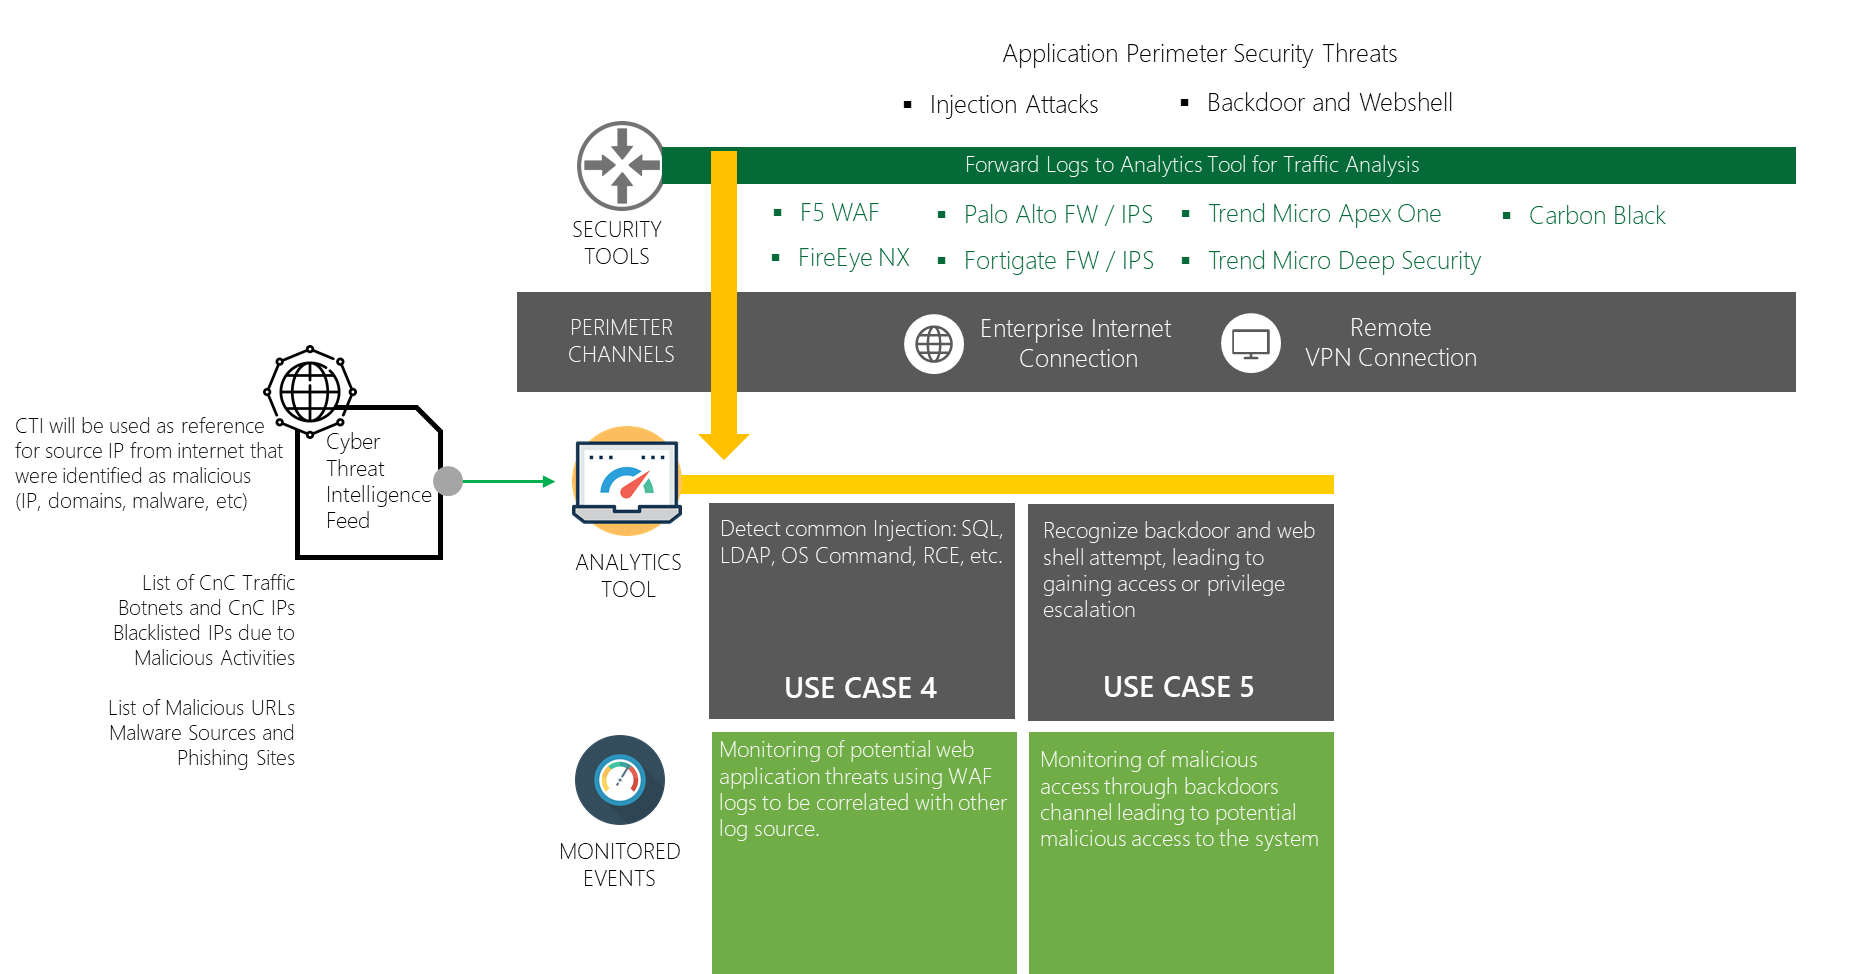 Application Perimeter Security Threats
▪ Injection Attacks
▪ Backdoor and Webshell
Forward Logs to Analytics Tool for Traffic Analysis
SECURITY
TOOLS
▪ F5 WAF
▪ Palo Alto FW / IPS
▪ Trend Micro Apex One
▪ Carbon Black
▪ FireEye NX
▪ Fortigate FW / IPS
▪ Trend Micro Deep Security
PERIMETER
CHANNELS
Enterprise Internet
Connection
Remote
VPN Connection
CTI will be used as reference
for source IP from internet that
were identified as malicious
(IP, domains, malware, etc)
Cyber
Threat
Intelligence
Feed
List of CnC Traffic
Botnets and CnC IPs
Blacklisted IPs due to
Malicious Activities
List of Malicious URLs
Malware Sources and
Phishing Sites
ANALYTICS
TOOL
Detect common Injection: SQL,
LDAP, OS Command, RCE, etc.
USE CASE 4
Recognize backdoor and web
shell attempt, leading to
gaining access or privilege
escalation
USE CASE 5
MONITORED
EVENTS
Monitoring of potential web
application threats using WAF
logs to be correlated with other
log source.
Monitoring of malicious
access through backdoors
channel leading to potential
malicious access to the system